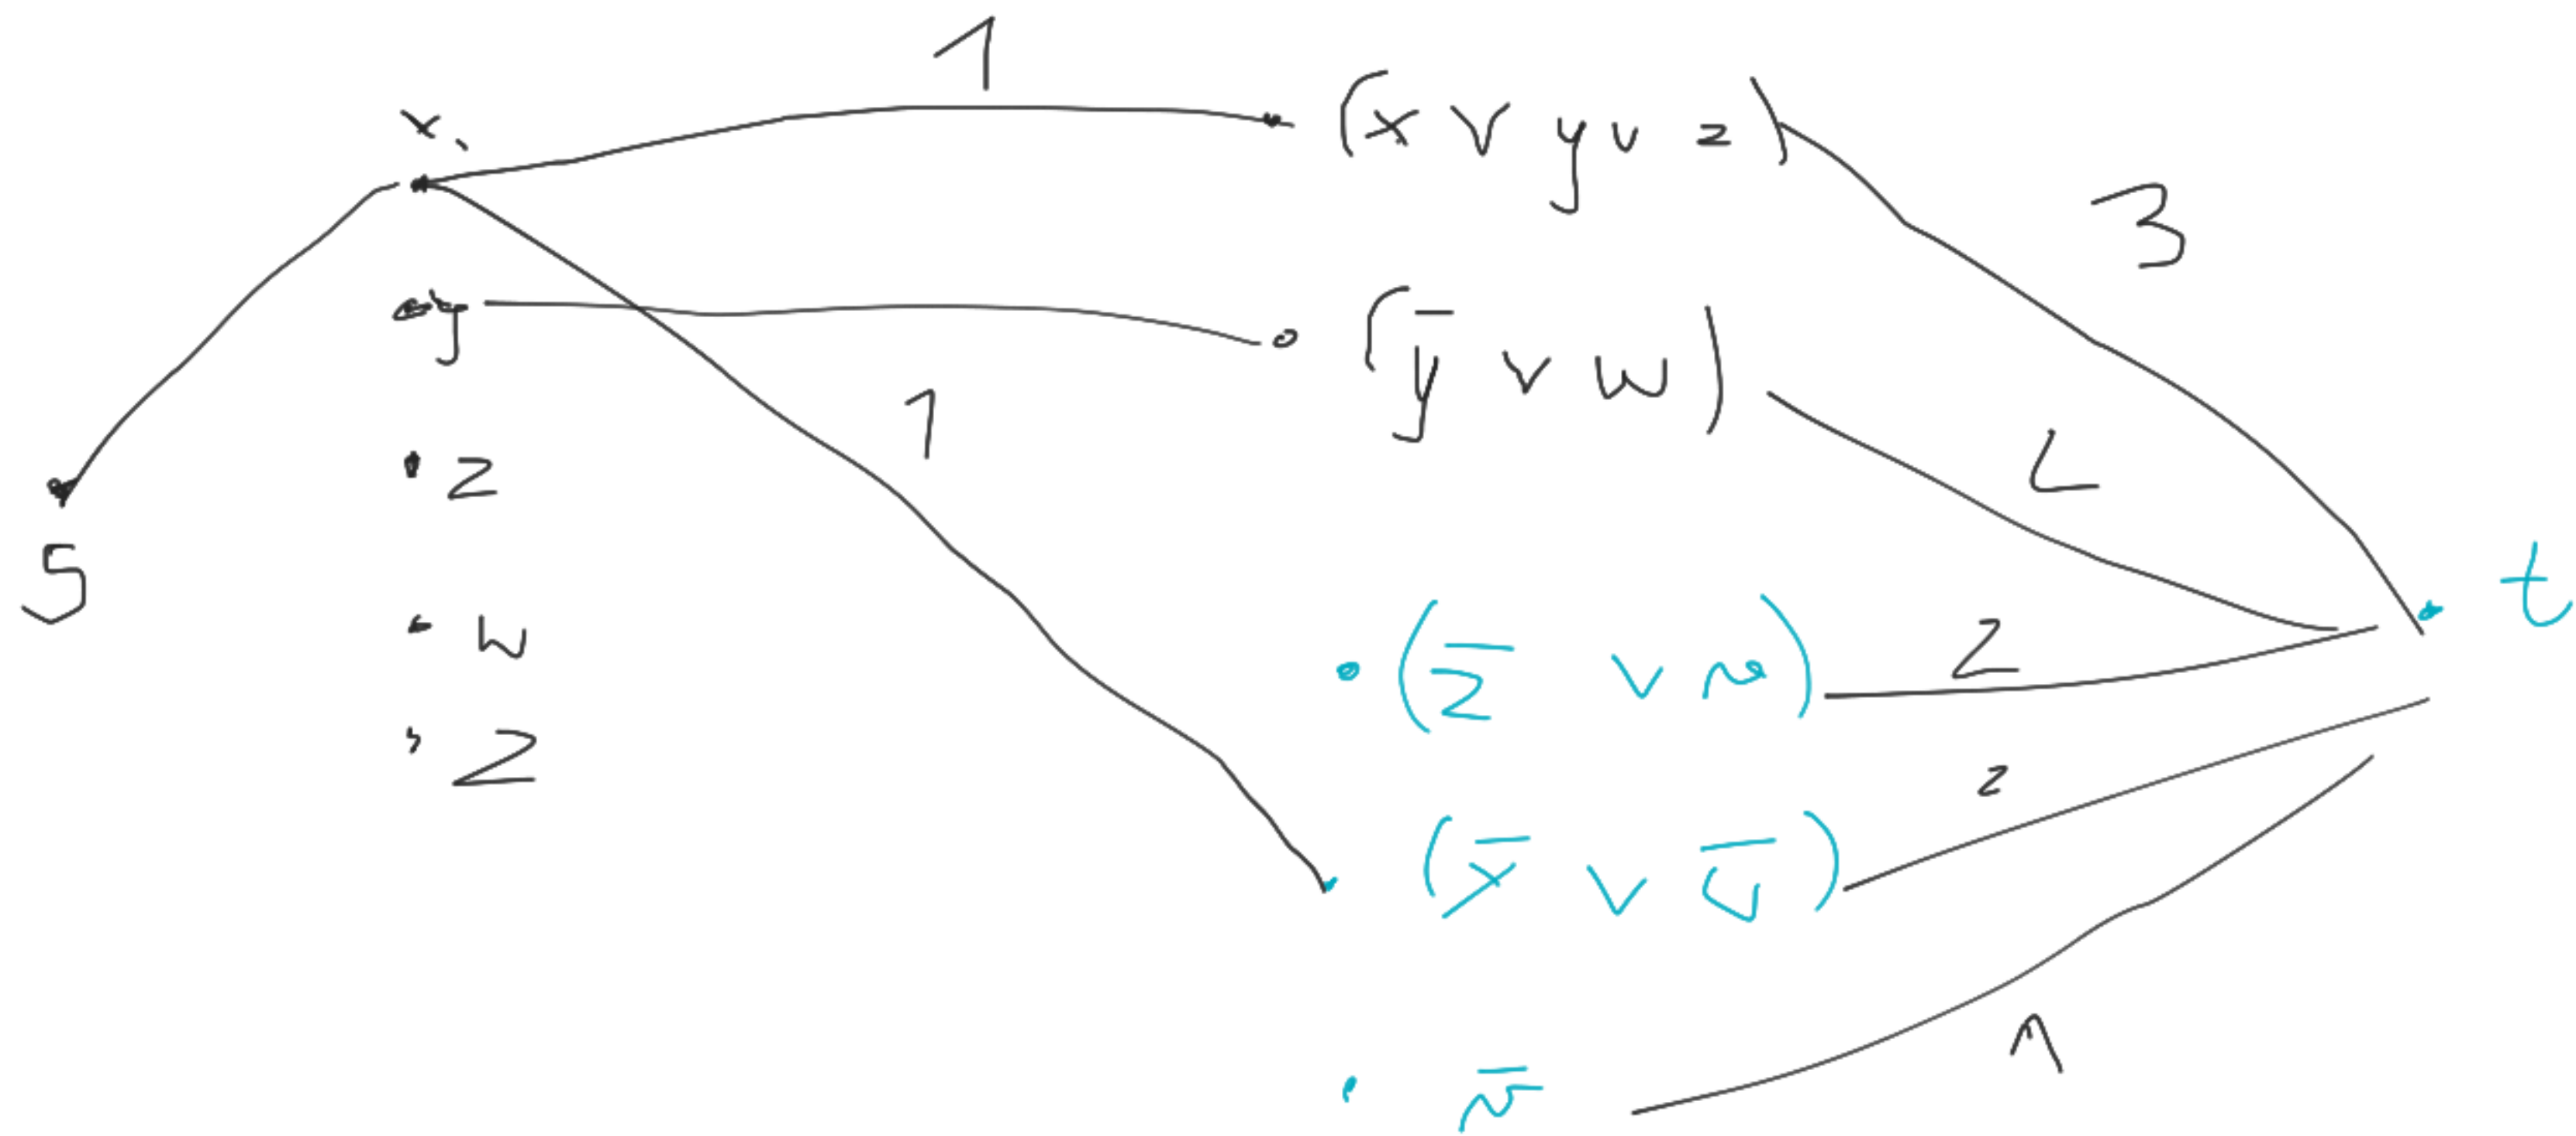 1
x (x ∨ y ∨ z) 3
y (y̅ ∨ w)
1
z
s t
w (z̅ ∨ w) 2
z (x̅ ∨ v̅) 2
w̅ 1